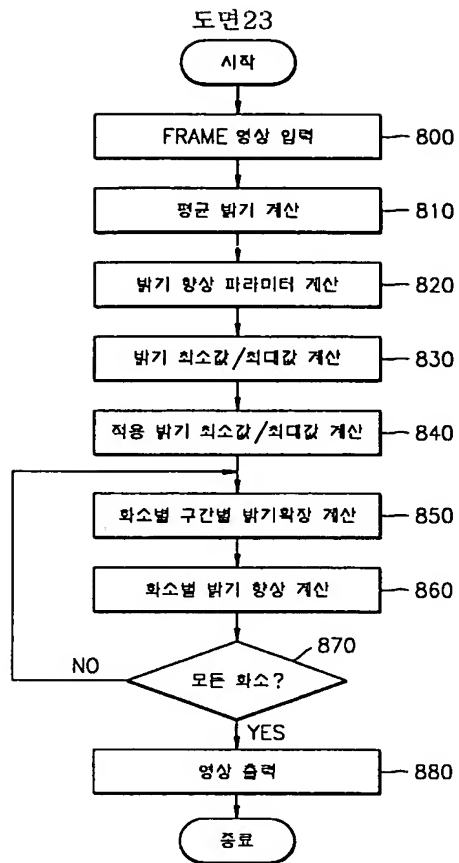 도면23
시작
FRAME 영상 입력 800
평균 밝기 계산 810
밝기 향상 파라미터 계산 820
밝기 최소값/최대값 계산 830
적용 밝기 최소값/최대값 계산 840
화소별 구간별 밝기확장 계산 850
화소별 밝기 향상 계산 860
870
NO 모든 화소?
YES
영상 출력 880
종료